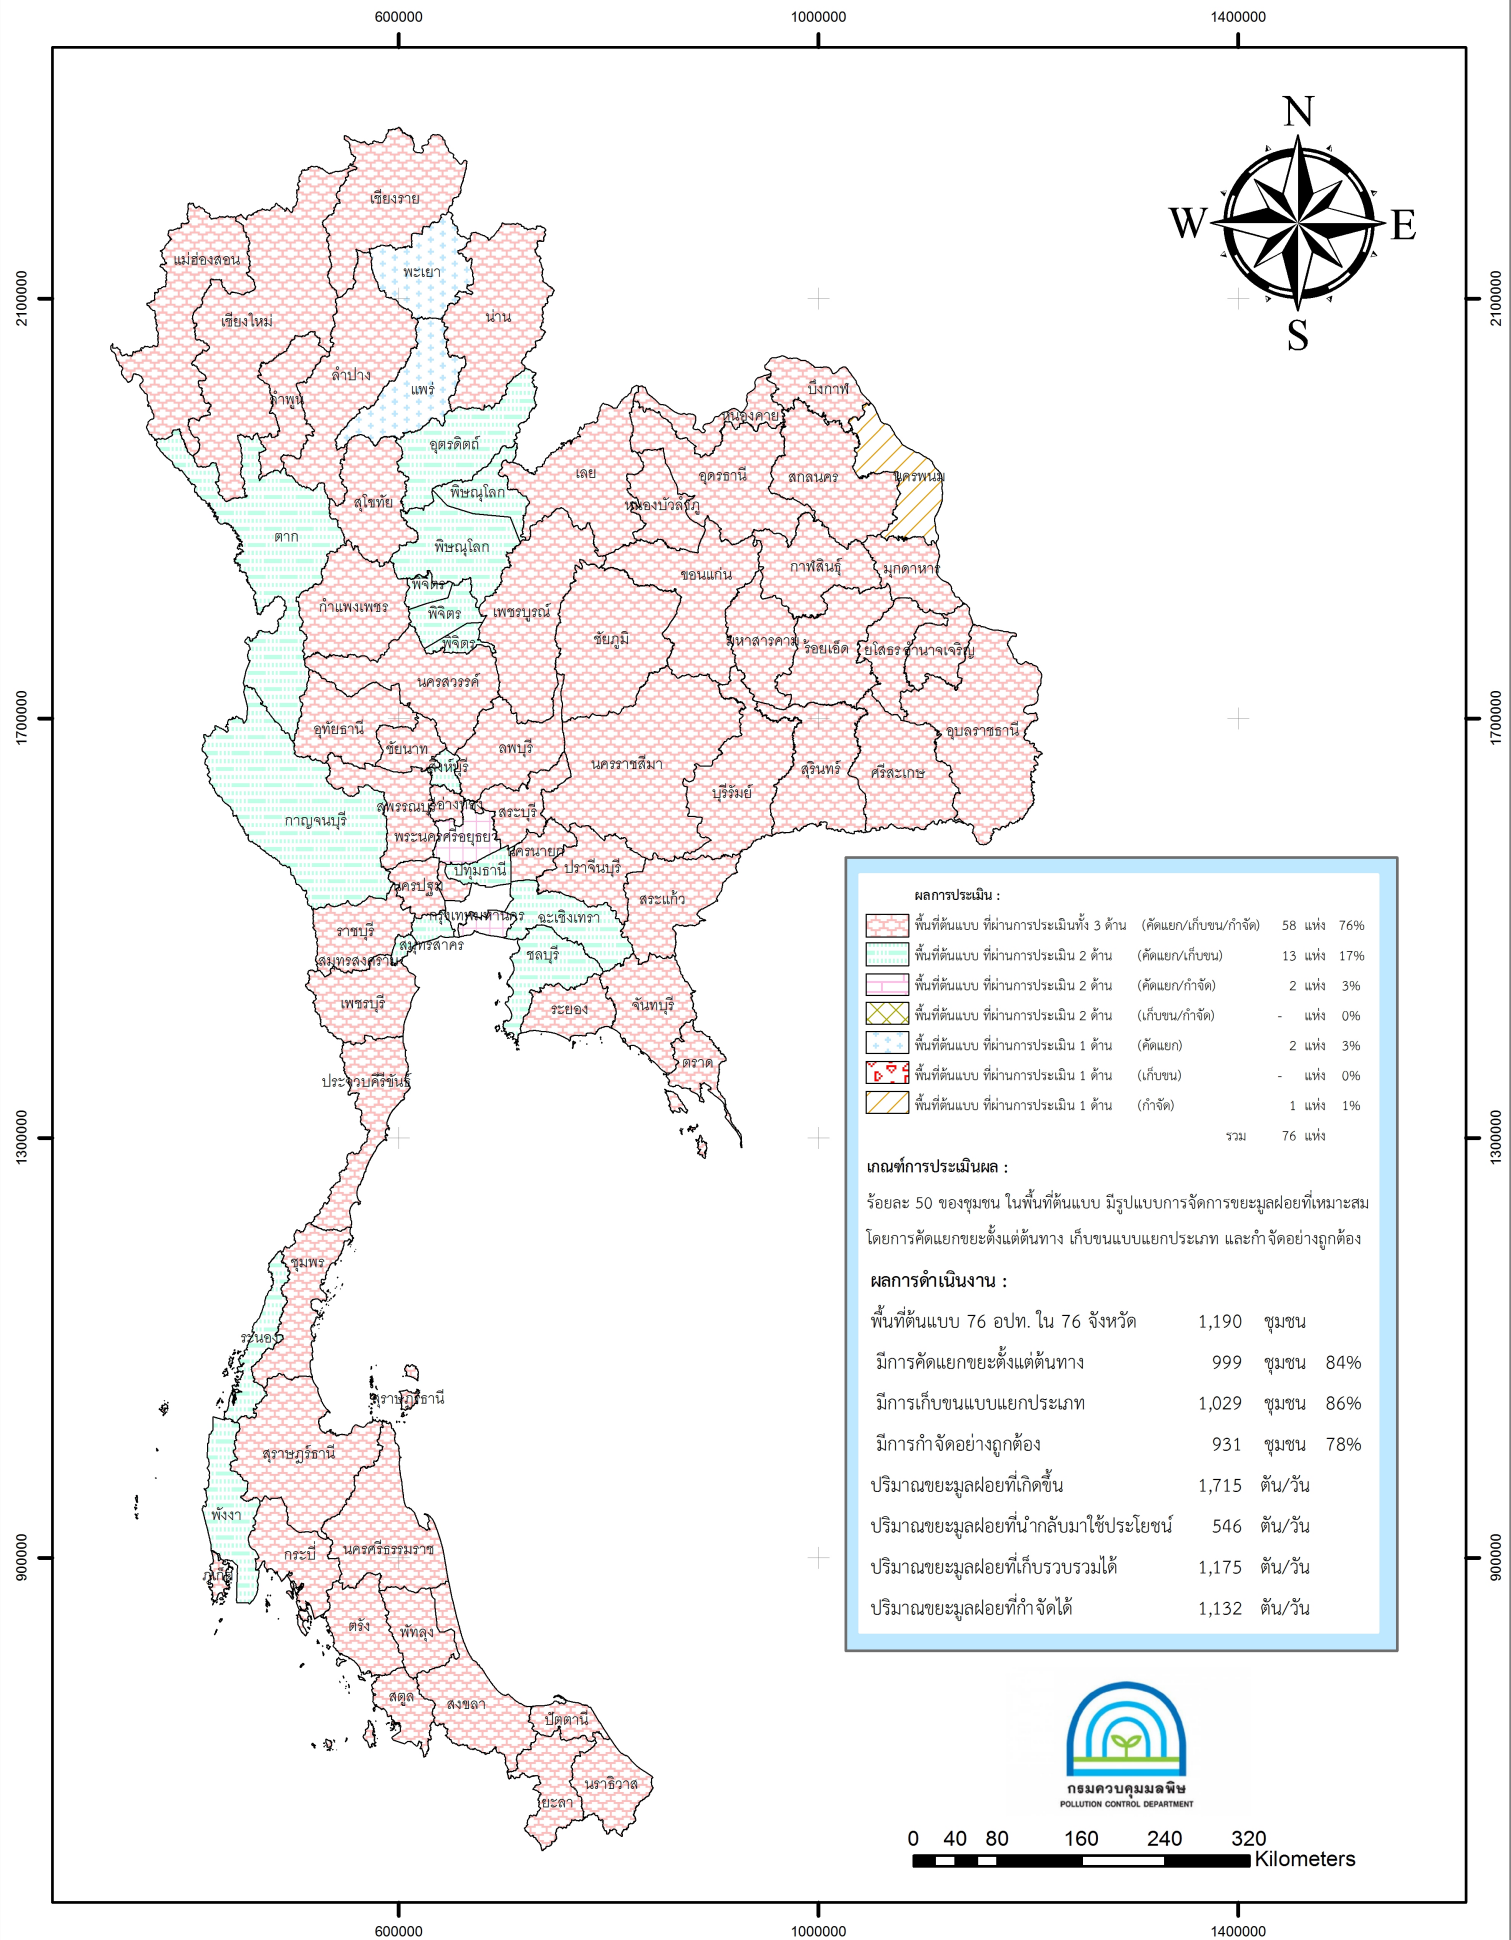 600000 1000000 1400000
N
W E
S
2100000 2100000
1700000 1700000
1300000 1300000
900000 900000
เชียงราย
แม่ฮ่องสอน
พะเยา
เชียงใหม่
น่าน
ลำปาง
แพร่
ลำพูน
บึงกาฬ
หนองคาย
อุตรดิตถ์
เลย
อุดรธานี
สกลนคร
นครพนม
พิษณุโลก
สุโขทัย
หนองบัวลำภู
ตาก
พิษณุโลก
ขอนแก่น
กาฬสินธุ์
มุกดาหาร
พิจิตร
กำแพงเพชร
พิจิตร
เพชรบูรณ์
ชัยภูมิ
มหาสารคาม
พิจิตร
ร้อยเอ็ด
ยโสธร
อำนาจเจริญ
นครสวรรค์
อุทัยธานี
ชัยนาท
ลพบุรี
อุบลราชธานี
สิงห์บุรี
นครราชสีมา
สุรินทร์
ศรีสะเกษ
บุรีรัมย์
สุพรรณบุรี
อ่างทอง
สระบุรี
กาญจนบุรี
พระนครศรีอยุธยา
นครนายก
ปทุมธานี
ปราจีนบุรี
นครปฐม
สระแก้ว
กรุงเทพมหานคร
ฉะเชิงเทรา
ราชบุรี
สมุทรสาคร
ชลบุรี
สมุทรสงคราม
เพชรบุรี
ระยอง
จันทบุรี
ตราด
ประจวบคีรีขันธ์
ชุมพร
ระนอง
สุราษฎร์ธานี
สุราษฎร์ธานี
พังงา
กระบี่
นครศรีธรรมราช
ภูเก็ต
ตรัง
พัทลุง
สตูล
สงขลา
ปัตตานี
นราธิวาส
ยะลา
ผลการประเมิน :
พื้นที่ต้นแบบ ที่ผ่านการประเมินทั้ง 3 ด้าน (คัดแยก/เก็บขน/กำจัด) 58 แห่ง 76%
พื้นที่ต้นแบบ ที่ผ่านการประเมิน 2 ด้าน (คัดแยก/เก็บขน) 13 แห่ง 17%
พื้นที่ต้นแบบ ที่ผ่านการประเมิน 2 ด้าน (คัดแยก/กำจัด) 2 แห่ง 3%
พื้นที่ต้นแบบ ที่ผ่านการประเมิน 2 ด้าน (เก็บขน/กำจัด) - แห่ง 0%
พื้นที่ต้นแบบ ที่ผ่านการประเมิน 1 ด้าน (คัดแยก) 2 แห่ง 3%
พื้นที่ต้นแบบ ที่ผ่านการประเมิน 1 ด้าน (เก็บขน) - แห่ง 0%
พื้นที่ต้นแบบ ที่ผ่านการประเมิน 1 ด้าน (กำจัด) 1 แห่ง 1%
รวม 76 แห่ง
เกณฑ์การประเมินผล :
ร้อยละ 50 ของชุมชน ในพื้นที่ต้นแบบ มีรูปแบบการจัดการขยะมูลฝอยที่เหมาะสม
โดยการคัดแยกขยะตั้งแต่ต้นทาง เก็บขนแบบแยกประเภท และกำจัดอย่างถูกต้อง
ผลการดำเนินงาน :
พื้นที่ต้นแบบ 76 อปท. ใน 76 จังหวัด 1,190 ชุมชน
มีการคัดแยกขยะตั้งแต่ต้นทาง 999 ชุมชน 84%
มีการเก็บขนแบบแยกประเภท 1,029 ชุมชน 86%
มีการกำจัดอย่างถูกต้อง 931 ชุมชน 78%
ปริมาณขยะมูลฝอยที่เกิดขึ้น 1,715 ตัน/วัน
ปริมาณขยะมูลฝอยที่นำกลับมาใช้ประโยชน์ 546 ตัน/วัน
ปริมาณขยะมูลฝอยที่เก็บรวบรวมได้ 1,175 ตัน/วัน
ปริมาณขยะมูลฝอยที่กำจัดได้ 1,132 ตัน/วัน
กรมควบคุมมลพิษ
POLLUTION CONTROL DEPARTMENT
0 40 80 160 240 320
Kilometers
600000 1000000 1400000